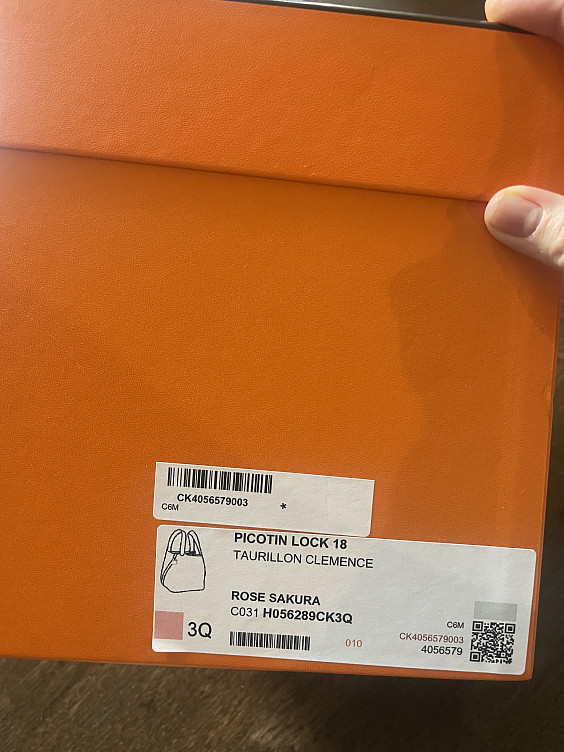 CK4056579003
C6M
*
PICOTIN LOCK 18
TAURILLON CLEMENCE
ROSE SAKURA
C031 H056289CK3Q
3Q
010
C6M
CK4056579003
4056579